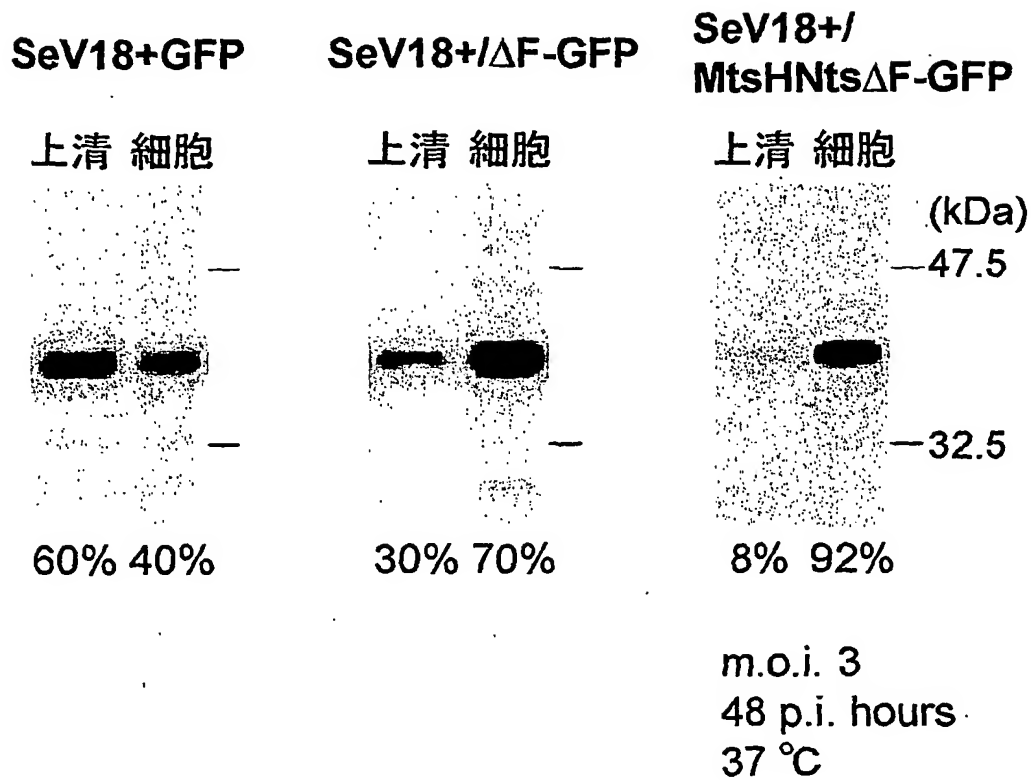 SeV18+GFP
SeV18+/ΔF-GFP
SeV18+/
MtsHNtsΔF-GFP
上清 細胞
上清 細胞
上清 細胞
(kDa)
47.5
32.5
60% 40%
30% 70%
8% 92%
m.o.i. 3
48 p.i. hours
37 °C